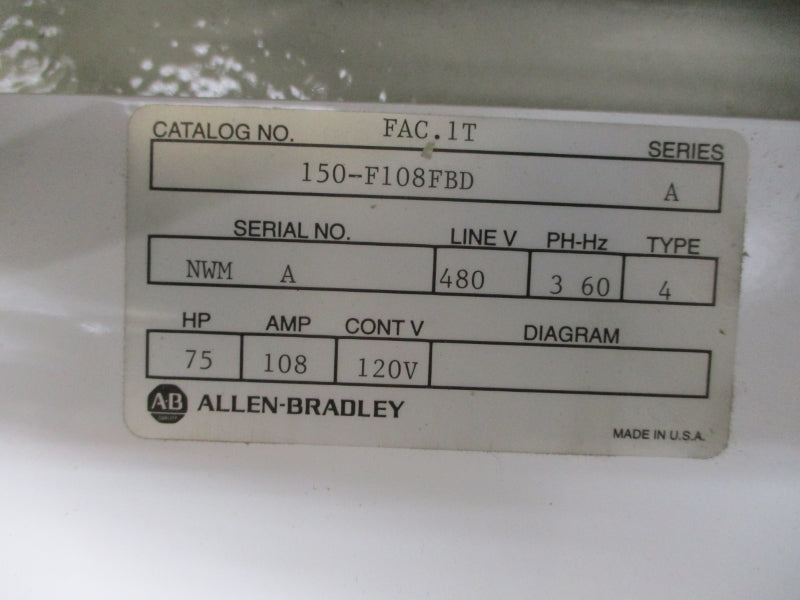 CATALOG NO. FAC.1T SERIES
150-F108FBD A
SERIAL NO. LINE V PH-Hz TYPE
NWM A 480 3 60 4
HP AMP CONT V DIAGRAM
75 108 120V
A-B ALLEN-BRADLEY
MADE IN U.S.A.